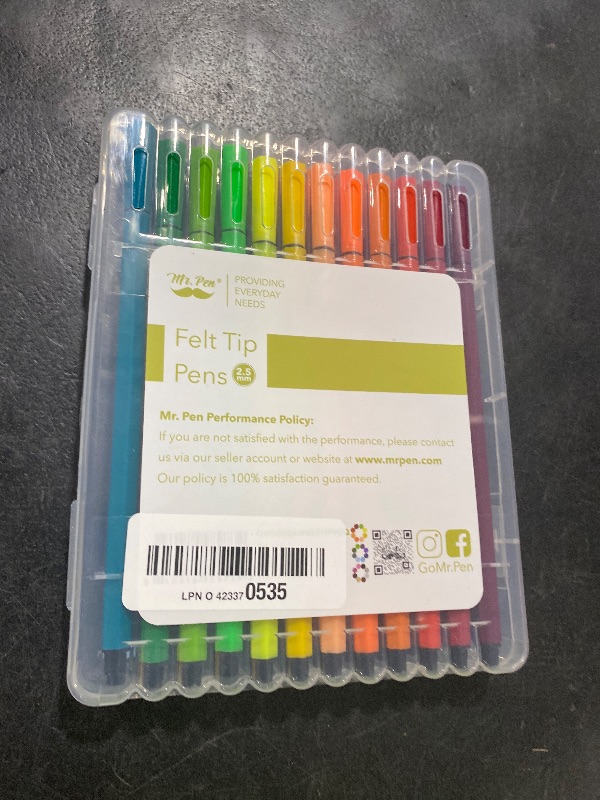 Mr. Pen®
PROVIDING
EVERYDAY
NEEDS
Felt Tip
Pens 2.5 mm
Mr. Pen Performance Policy:
If you are not satisfied with the performance, please contact
us via our seller account or website at www.mrpen.com
Our policy is 100% satisfaction guaranteed.
GoMr.Pen
LPN O 42337 0535